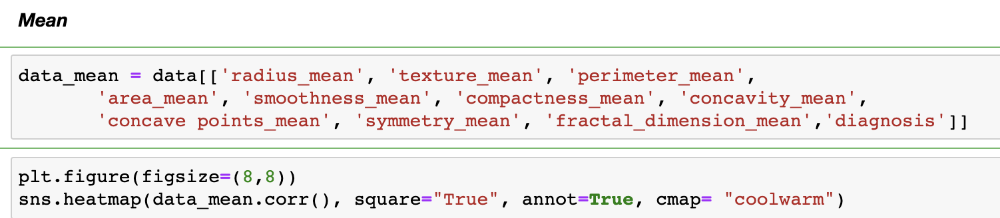 Mean
data_mean = data[['radius_mean', 'texture_mean', 'perimeter_mean',
'area_mean', 'smoothness_mean', 'compactness_mean', 'concavity_mean',
'concave points_mean', 'symmetry_mean', 'fractal_dimension_mean','diagnosis']]
plt.figure(figsize=(8,8))
sns.heatmap(data_mean.corr(), square="True", annot=True, cmap= "coolwarm")